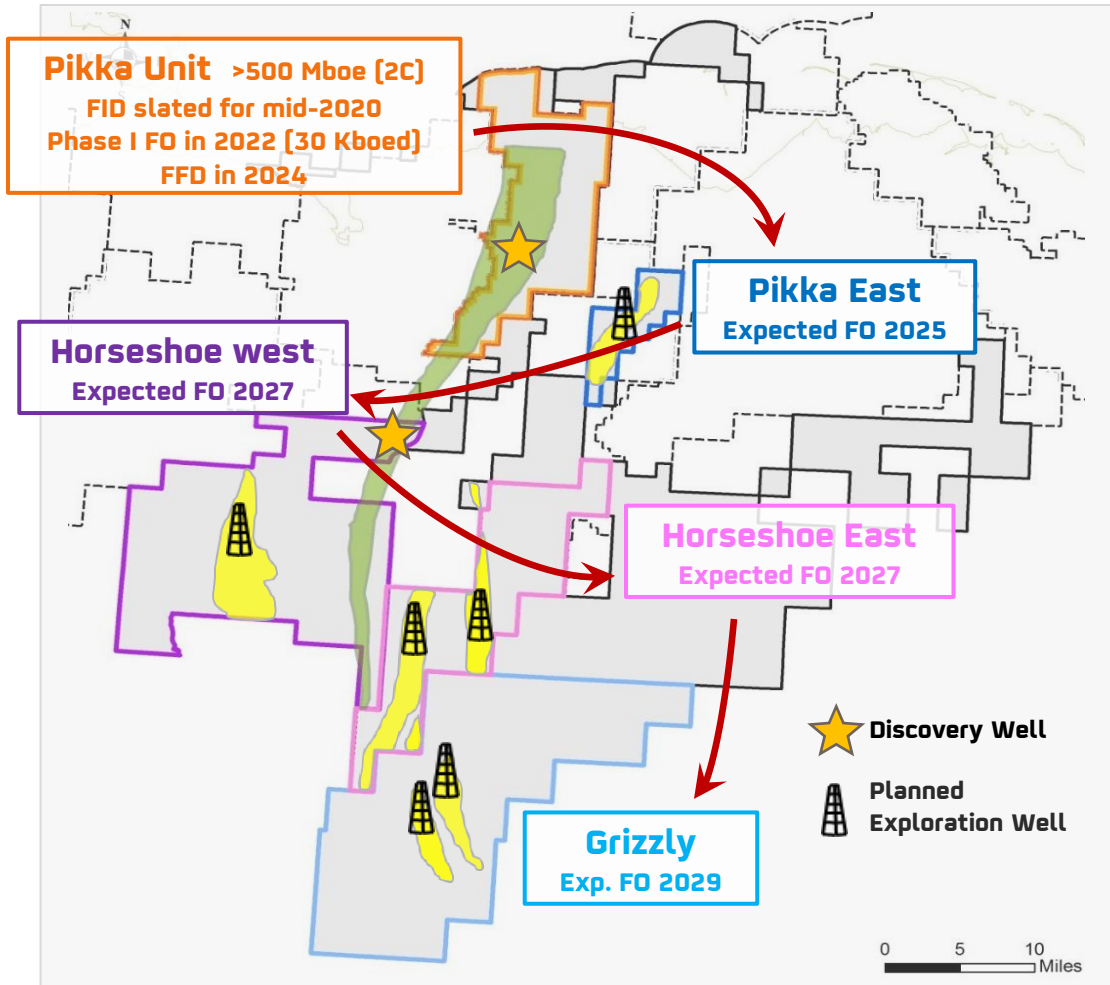 N
Pikka Unit >500 Mboe (2C)
FID slated for mid-2020
Phase I FO in 2022 (30 Kboed)
FFD in 2024
Pikka East
Expected FO 2025
Horseshoe west
Expected FO 2027
Horseshoe East
Expected FO 2027
Grizzly
Exp. FO 2029
Discovery Well
Planned
Exploration Well
0 5 10
Miles